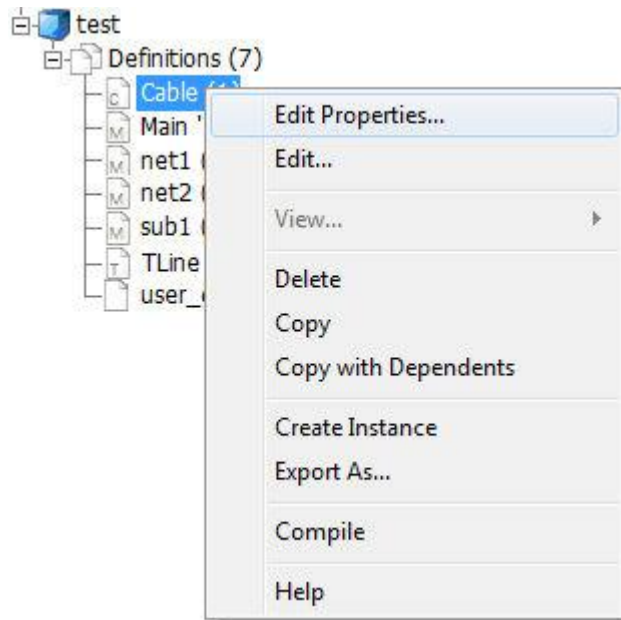 test
Definitions (7)
Cable
Main '
net1 (
net2 (
sub1 (
TLine
user_
Edit Properties...
Edit...
View...
Delete
Copy
Copy with Dependents
Create Instance
Export As...
Compile
Help
C
M
M
M
M
T